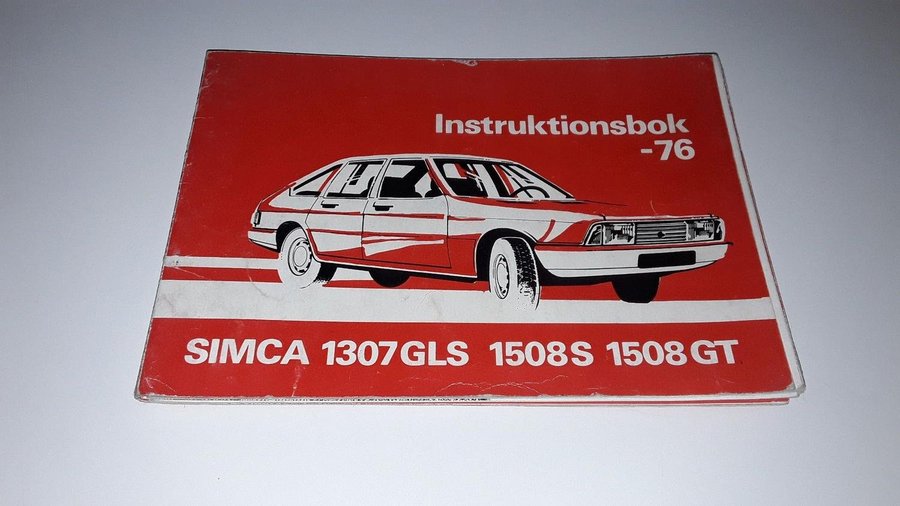 Instruktionsbok
-76
SIMCA 1307GLS 1508S 1508GT